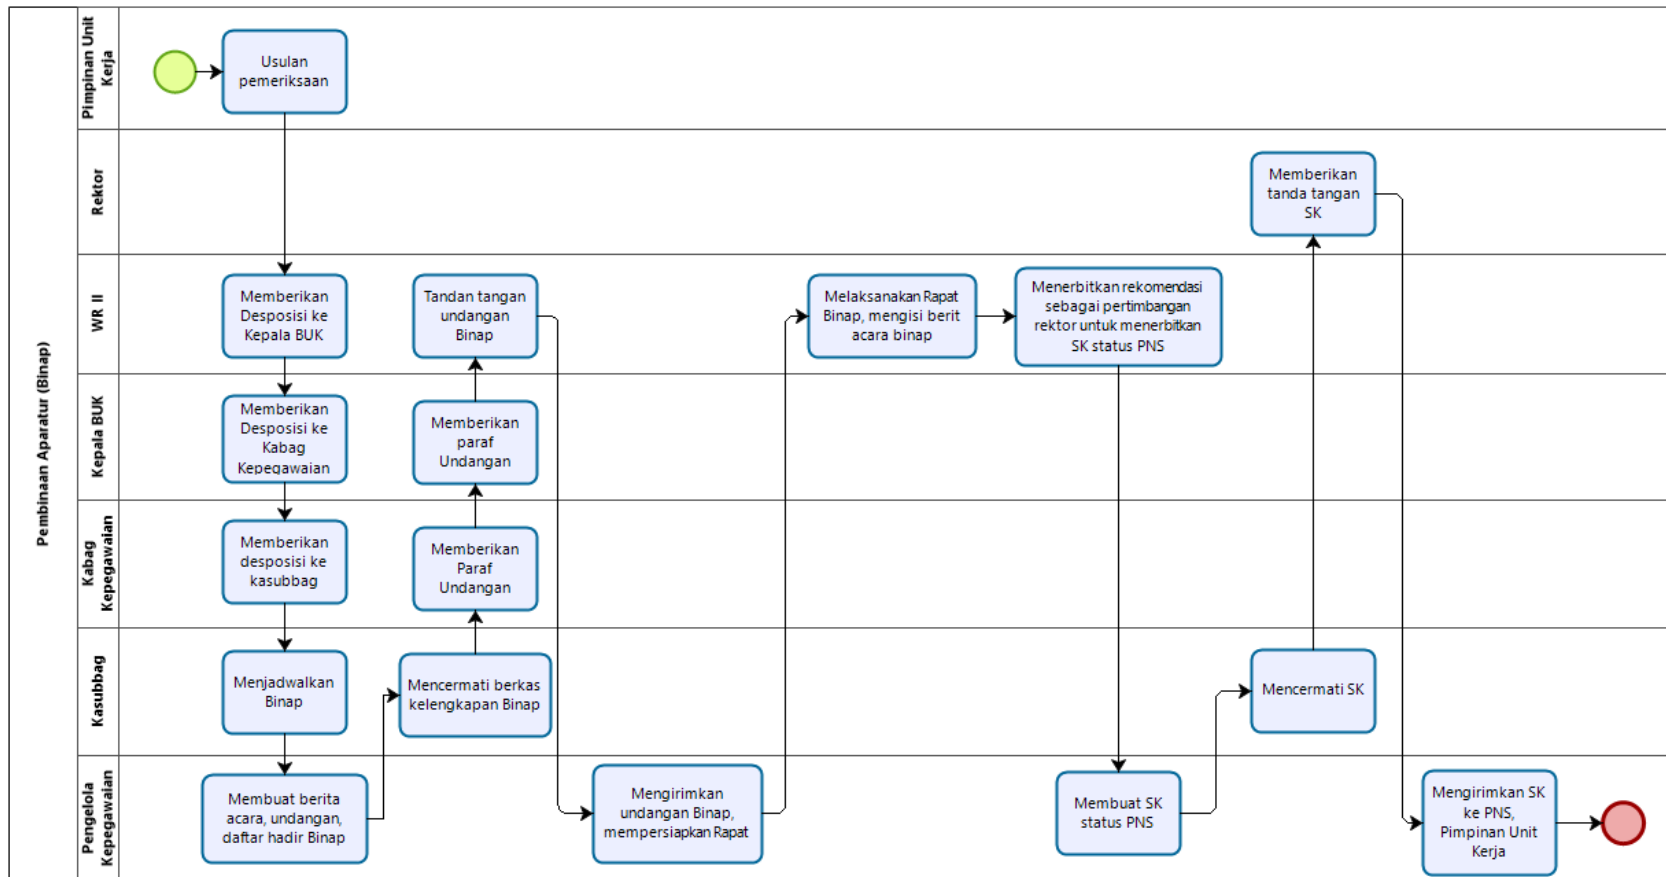 Pembinaan Aparatur (Binap)
Pimpinan Unit
Kerja
Usulan
pemeriksaan
Rektor
Memberikan
tanda tangan
SK
WR II
Memberikan
Desposisi ke
Kepala BUK
Tandan tangan
undangan
Binap
Melaksanakan Rapat
Binap, mengisi berit
acara binap
Menerbitkan rekomendasi
sebagai pertimbangan
rektor untuk menerbitkan
SK status PNS
Kepala BUK
Memberikan
Desposisi ke
Kabag
Kepegawaian
Memberikan
paraf
Undangan
Kabag
Kepegawaian
Memberikan
desposisi ke
kasubbag
Memberikan
Paraf
Undangan
Kasubbag
Menjadwalkan
Binap
Mencermati berkas
kelengkapan Binap
Mencermati SK
Pengelola
Kepegawaian
Membuat berita
acara, undangan,
daftar hadir Binap
Mengirimkan
undangan Binap,
mempersiapkan Rapat
Membuat SK
status PNS
Mengirimkan SK
ke PNS,
Pimpinan Unit
Kerja